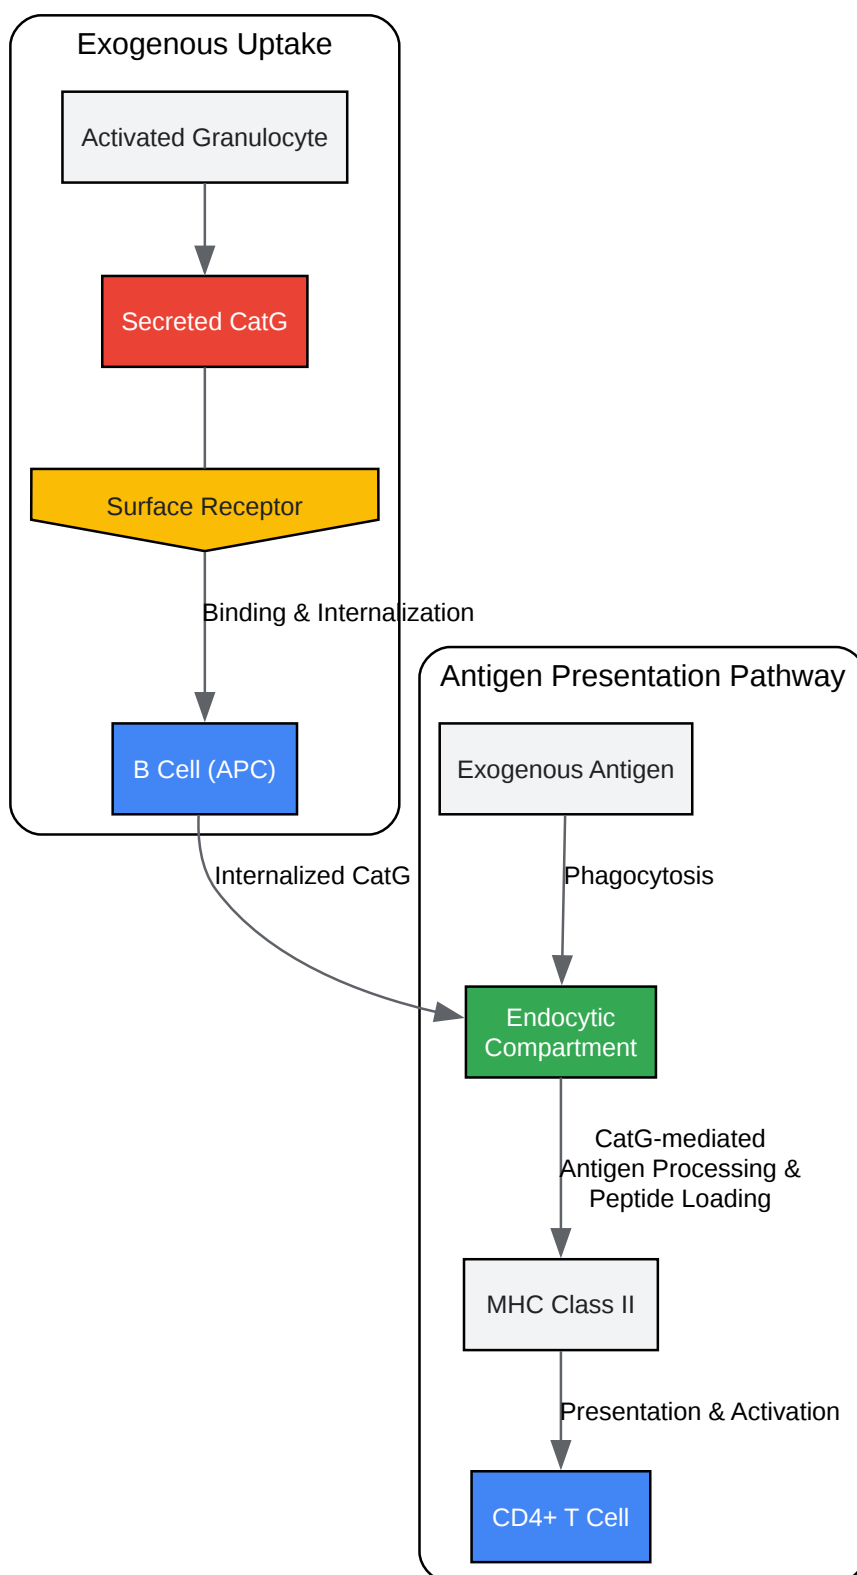 Exogenous Uptake
Activated Granulocyte
Secreted CatG
Surface Receptor
Binding & Internalization
B Cell (APC)
Internalized CatG
Antigen Presentation Pathway
Exogenous Antigen
Phagocytosis
Endocytic
Compartment
CatG-mediated
Antigen Processing &
Peptide Loading
MHC Class II
Presentation & Activation
CD4+ T Cell